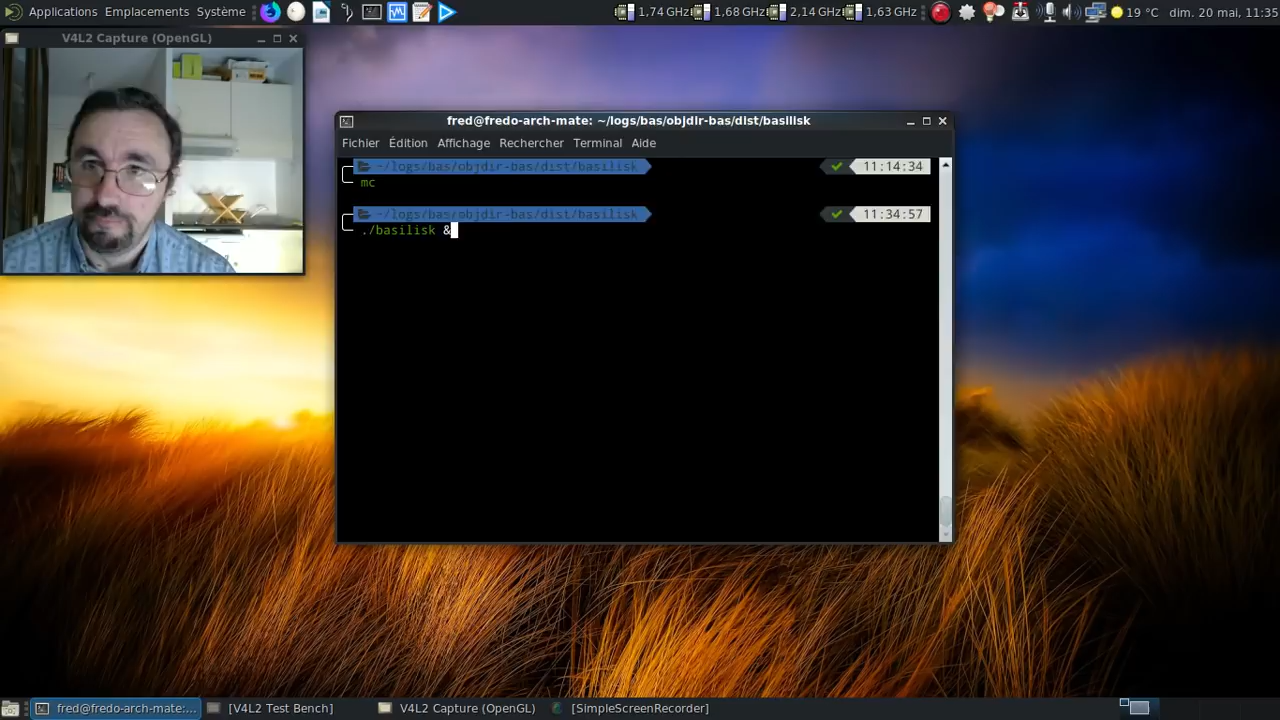 Applications Emplacements Système 1,74 GHz 1,68 GHz 2,14 GHz 1,63 GHz 19 °C dim. 20 mai, 11:35
V4L2 Capture (OpenGL)
fred@fredo-arch-mate: ~/logs/bas/objdir-bas/dist/basilisk
Fichier Édition Affichage Rechercher Terminal Aide
~/logs/bas/objdir-bas/dist/basilisk 11:14:34
mc
~/logs/bas/objdir-bas/dist/basilisk 11:34:57
./basilisk &
fred@fredo-arch-mate:... [V4L2 Test Bench] V4L2 Capture (OpenGL) [SimpleScreenRecorder]